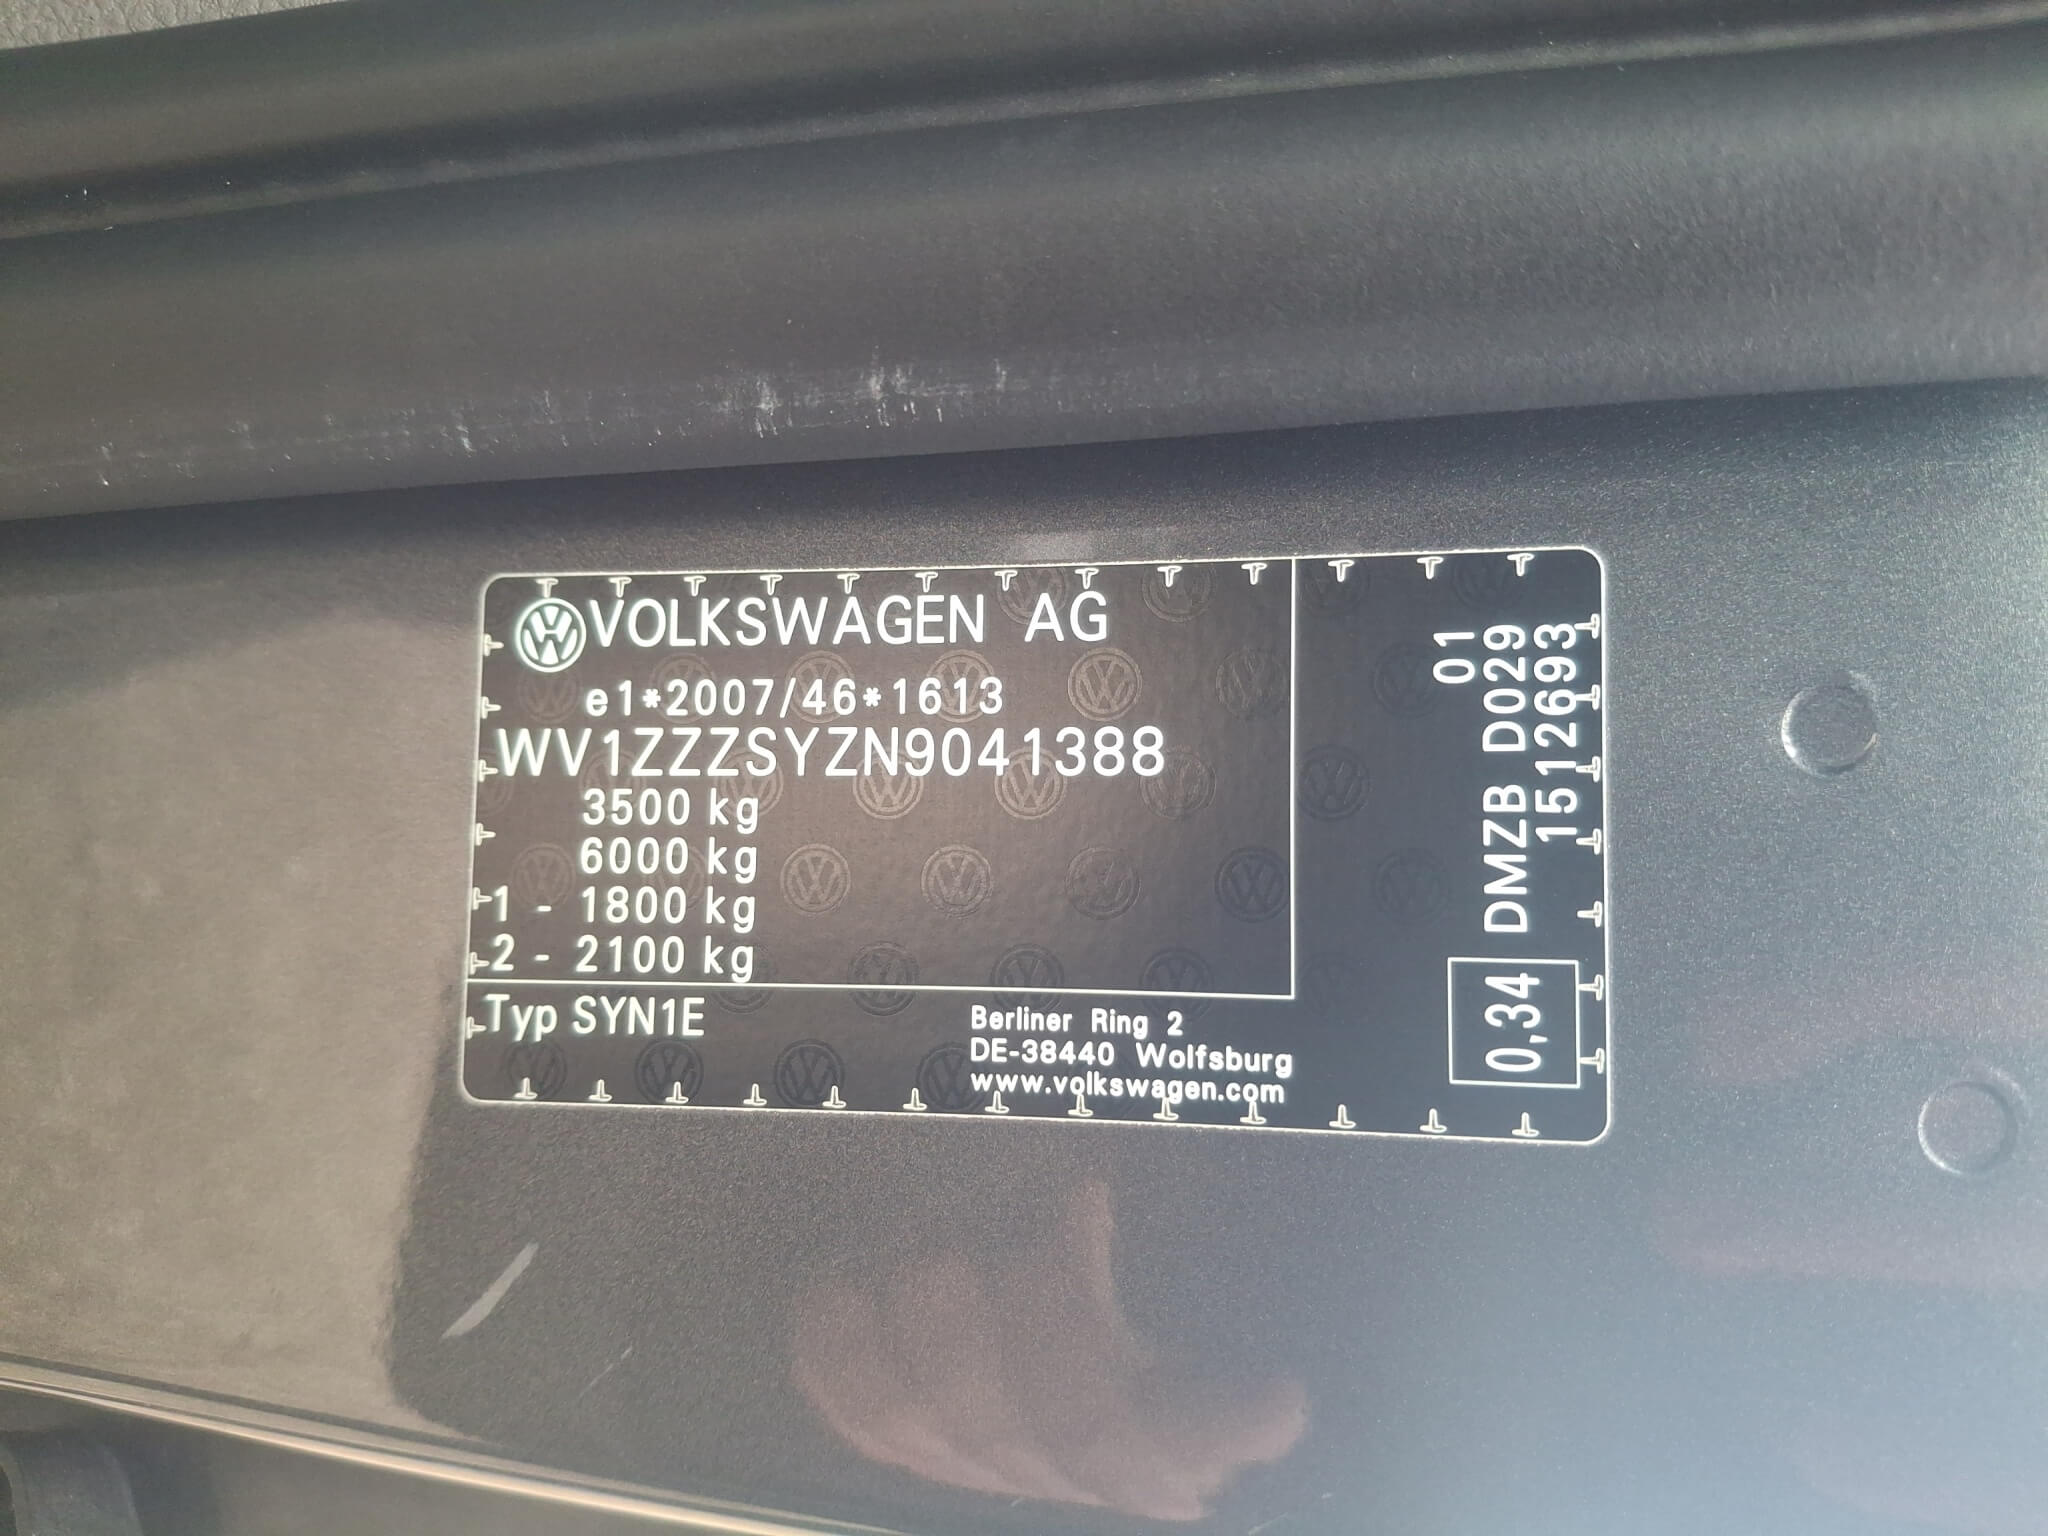 VOLKSWAGEN AG
e1*2007/46*1613
WV1ZZZSYZN9041388
3500 kg
6000 kg
1 - 1800 kg
2 - 2100 kg
Typ SYN1E
Berliner Ring 2
DE-38440 Wolfsburg
www.volkswagen.com
01
0,34 DMZB D029
1512693